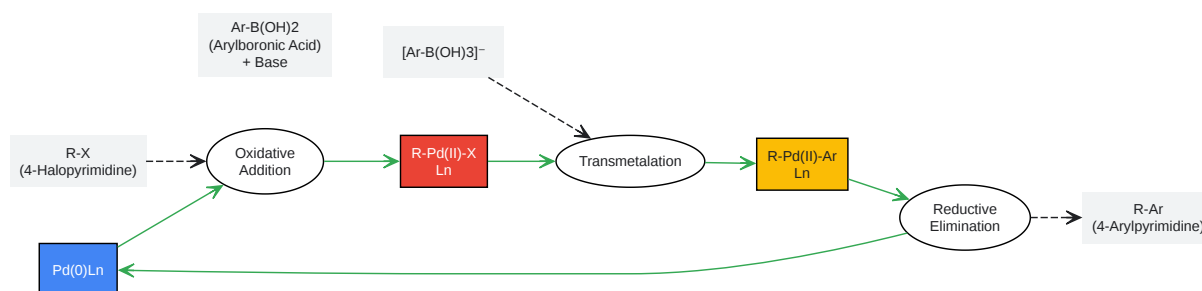 Ar-B(OH)2
(Arylboronic Acid)
+ Base
[Ar-B(OH)3]⁻
R-X
(4-Halopyrimidine)
Oxidative
Addition
R-Pd(II)-X
Ln
Transmetalation
R-Pd(II)-Ar
Ln
Reductive
Elimination
R-Ar
(4-Arylpyrimidine)
Pd(0)Ln